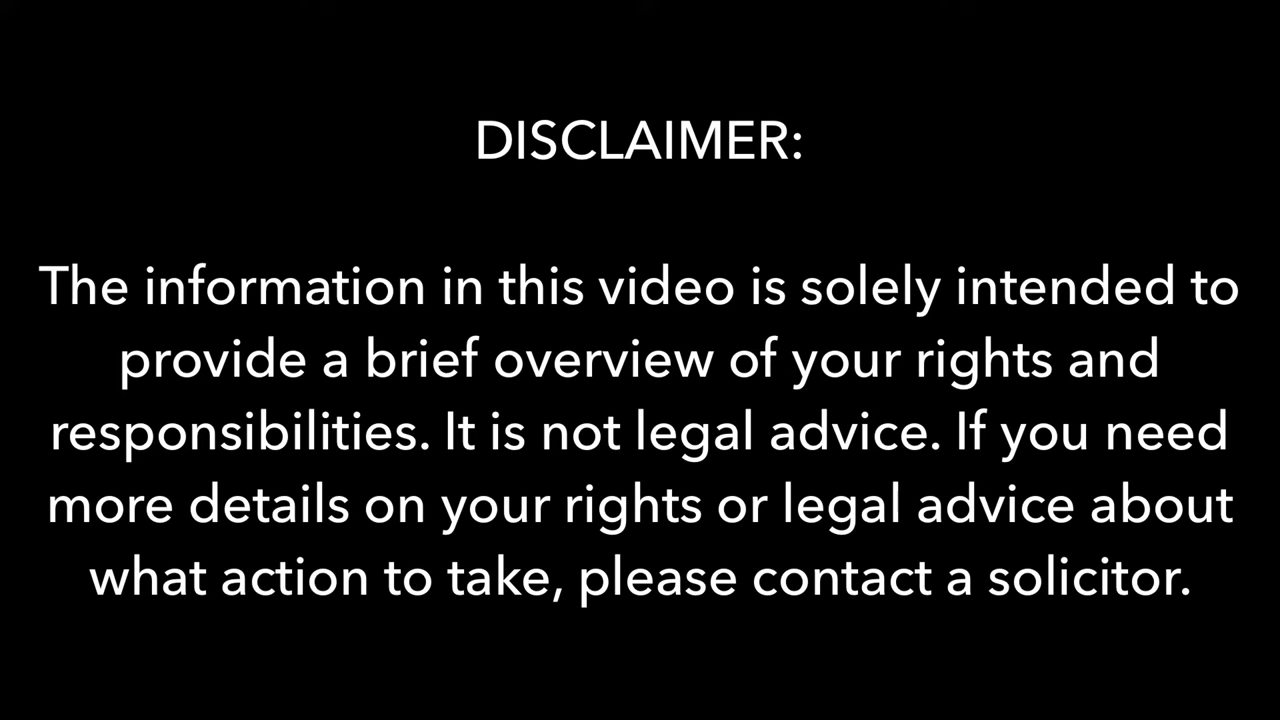 DISCLAIMER:
The information in this video is solely intended to
provide a brief overview of your rights and
responsibilities. It is not legal advice. If you need
more details on your rights or legal advice about
what action to take, please contact a solicitor.